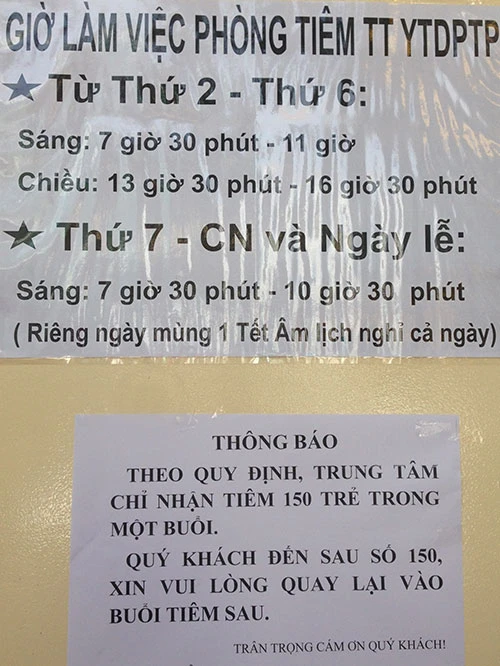 GIỜ LÀM VIỆC PHÒNG TIÊM TT YTDPTP
★ Từ Thứ 2 - Thứ 6:
Sáng: 7 giờ 30 phút - 11 giờ
Chiều: 13 giờ 30 phút - 16 giờ 30 phút
★ Thứ 7 - CN và Ngày lễ:
Sáng: 7 giờ 30 phút - 10 giờ 30 phút
( Riêng ngày mùng 1 Tết Âm lịch nghỉ cả ngày)
THÔNG BÁO
THEO QUY ĐỊNH, TRUNG TÂM
CHỈ NHẬN TIÊM 150 TRẺ TRONG
MỘT BUỔI.
QUÝ KHÁCH ĐẾN SAU SỐ 150,
XIN VUI LÒNG QUAY LẠI VÀO
BUỔI TIÊM SAU.
TRÂN TRỌNG CÁM ƠN QUÝ KHÁCH!